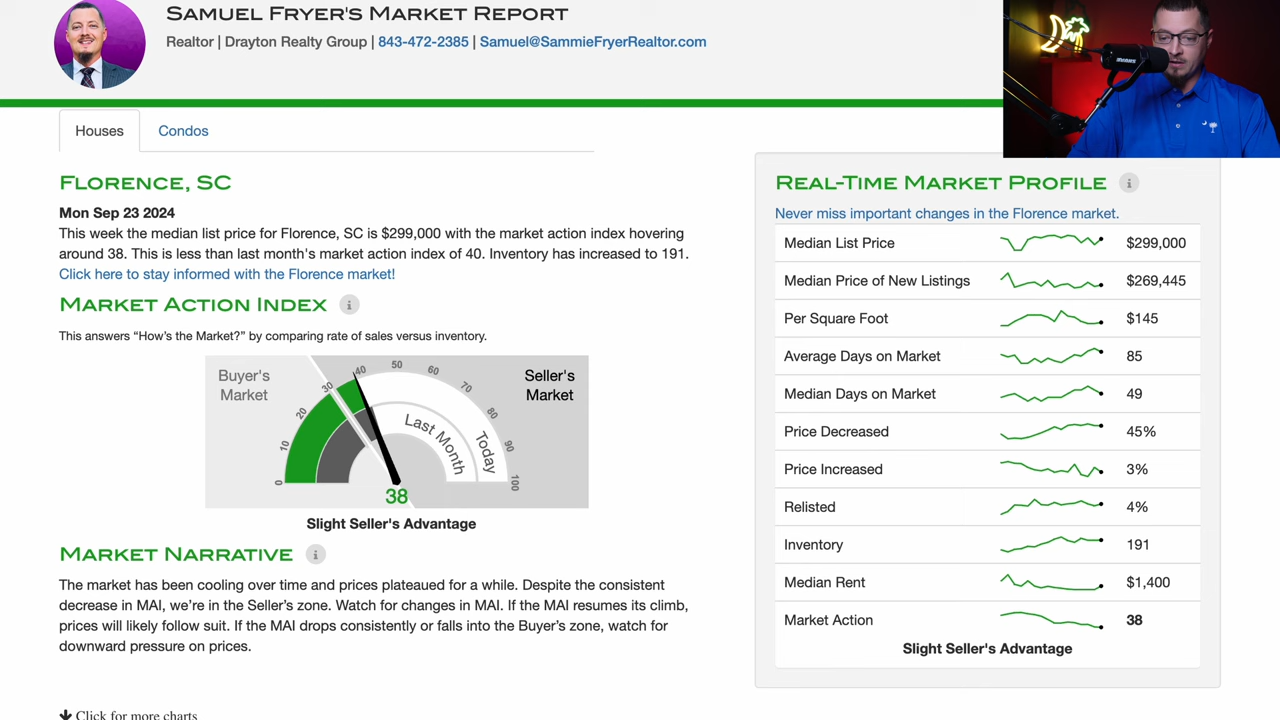 SAMUEL FRYER'S MARKET REPORT
Realtor | Drayton Realty Group | 843-472-2385 | Samuel@SammieFryerRealtor.com
Houses
Condos
FLORENCE, SC
Mon Sep 23 2024
This week the median list price for Florence, SC is $299,000 with the market action index hovering
around 38. This is less than last month's market action index of 40. Inventory has increased to 191.
Click here to stay informed with the Florence market!
MARKET ACTION INDEX
This answers “How's the Market?” by comparing rate of sales versus inventory.
Buyer's
Market
Seller's
Market
0
10
20
30
40
50
60
70
80
90
100
Last Month
Today
38
Slight Seller's Advantage
MARKET NARRATIVE
The market has been cooling over time and prices plateaued for a while. Despite the consistent
decrease in MAI, we’re in the Seller’s zone. Watch for changes in MAI. If the MAI resumes its climb,
prices will likely follow suit. If the MAI drops consistently or falls into the Buyer’s zone, watch for
downward pressure on prices.
Click for more charts
REAL-TIME MARKET PROFILE
Never miss important changes in the Florence market.
Median List Price $299,000
Median Price of New Listings $269,445
Per Square Foot $145
Average Days on Market 85
Median Days on Market 49
Price Decreased 45%
Price Increased 3%
Relisted 4%
Inventory 191
Median Rent $1,400
Market Action 38
Slight Seller's Advantage